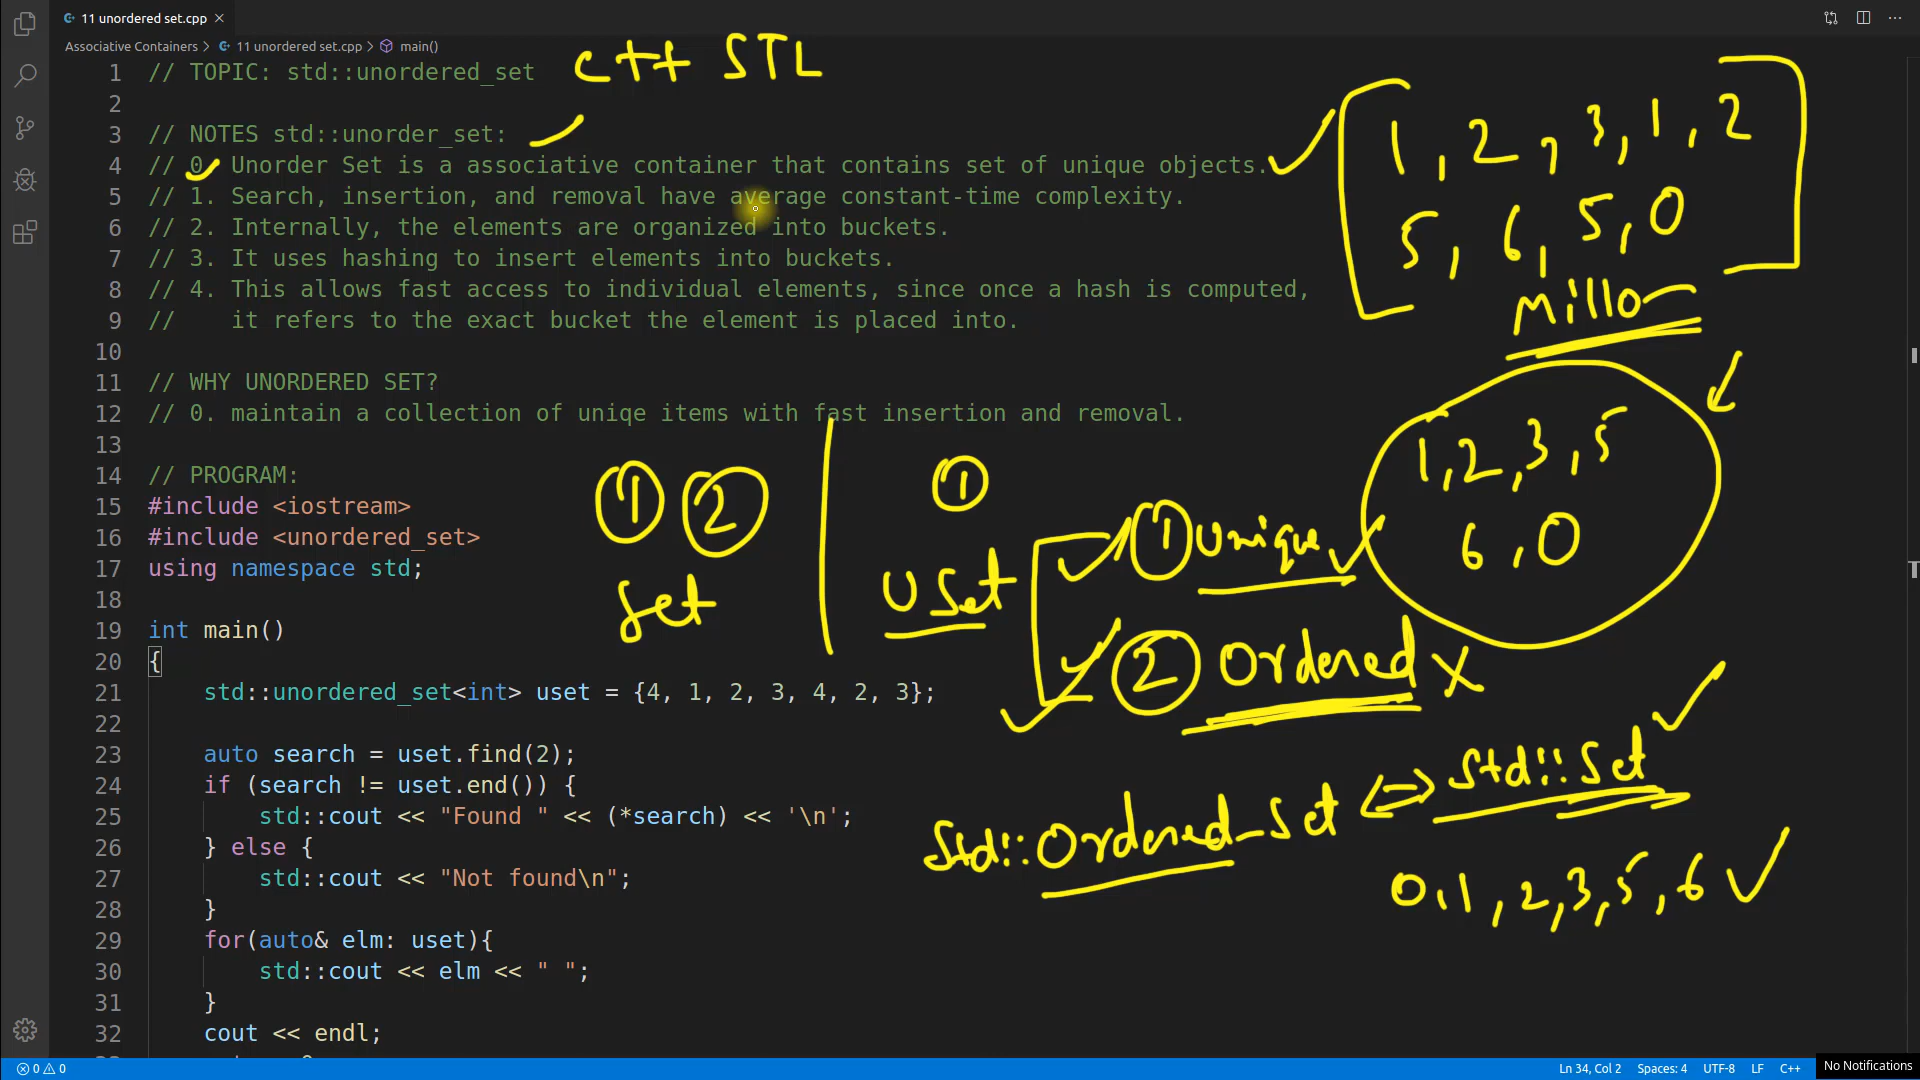 11 unordered set.cpp
Associative Containers > 11 unordered set.cpp > main()
1 // TOPIC: std::unordered_set
2
3 // NOTES std::unorder_set:
4 // 0. Unorder Set is a associative container that contains set of unique objects.
5 // 1. Search, insertion, and removal have average constant-time complexity.
6 // 2. Internally, the elements are organized into buckets.
7 // 3. It uses hashing to insert elements into buckets.
8 // 4. This allows fast access to individual elements, since once a hash is computed,
9 //    it refers to the exact bucket the element is placed into.
10
11 // WHY UNORDERED SET?
12 // 0. maintain a collection of uniqe items with fast insertion and removal.
13
14 // PROGRAM:
15 #include <iostream>
16 #include <unordered_set>
17 using namespace std;
18
19 int main()
20 {
21     std::unordered_set<int> uset = {4, 1, 2, 3, 4, 2, 3};
22
23     auto search = uset.find(2);
24     if (search != uset.end()) {
25         std::cout << "Found " << (*search) << '\n';
26     } else {
27         std::cout << "Not found\n";
28     }
29     for(auto& elm: uset){
30         std::cout << elm << " ";
31     }
32     cout << endl;
C++ STL
1, 2, 3, 1, 2
5, 6, 5, 0
1, 2, 3, 5
6, 0
1 2
set
1
USet
1 Unique
2 Ordered X
std::Ordered_Set <-> Std::Set
0, 1, 2, 3, 5, 6
0 0
Ln 34, Col 2 Spaces: 4 UTF-8 LF C++
No Notifications